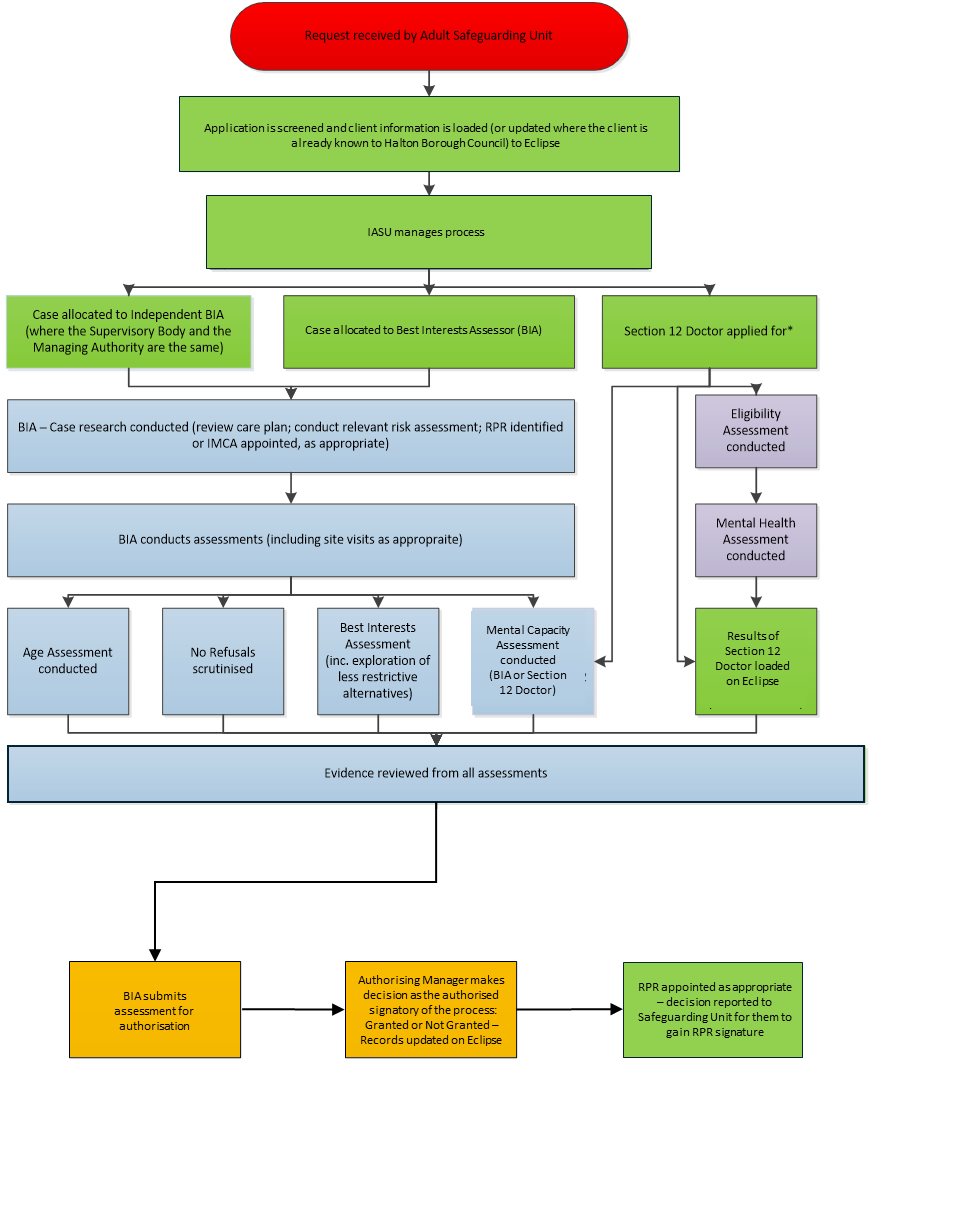 Request received by Adult Safeguarding Unit
Application is screened and client information is loaded (or updated where the client is
already known to Halton Borough Council) to Eclipse
IASU manages process
Case allocated to Independent BIA
(where the Supervisory Body and the
Managing Authority are the same)
Case allocated to Best Interests Assessor (BIA)
Section 12 Doctor applied for*
BIA – Case research conducted (review care plan; conduct relevant risk assessment; RPR identified
or IMCA appointed, as appropriate)
Eligibility
Assessment
conducted
BIA conducts assessments (including site visits as appropraite)
Mental Health
Assessment
conducted
Age Assessment
conducted
No Refusals
scrutinised
Best Interests
Assessment
(inc. exploration of
less restrictive
alternatives)
Mental Capacity
Assessment
conducted
(BIA or Section
12 Doctor)
Results of
Section 12
Doctor loaded
on Eclipse
Evidence reviewed from all assessments
BIA submits
assessment for
authorisation
Authorising Manager makes
decision as the authorised
signatory of the process:
Granted or Not Granted –
Records updated on Eclipse
RPR appointed as appropriate
– decision reported to
Safeguarding Unit for them to
gain RPR signature